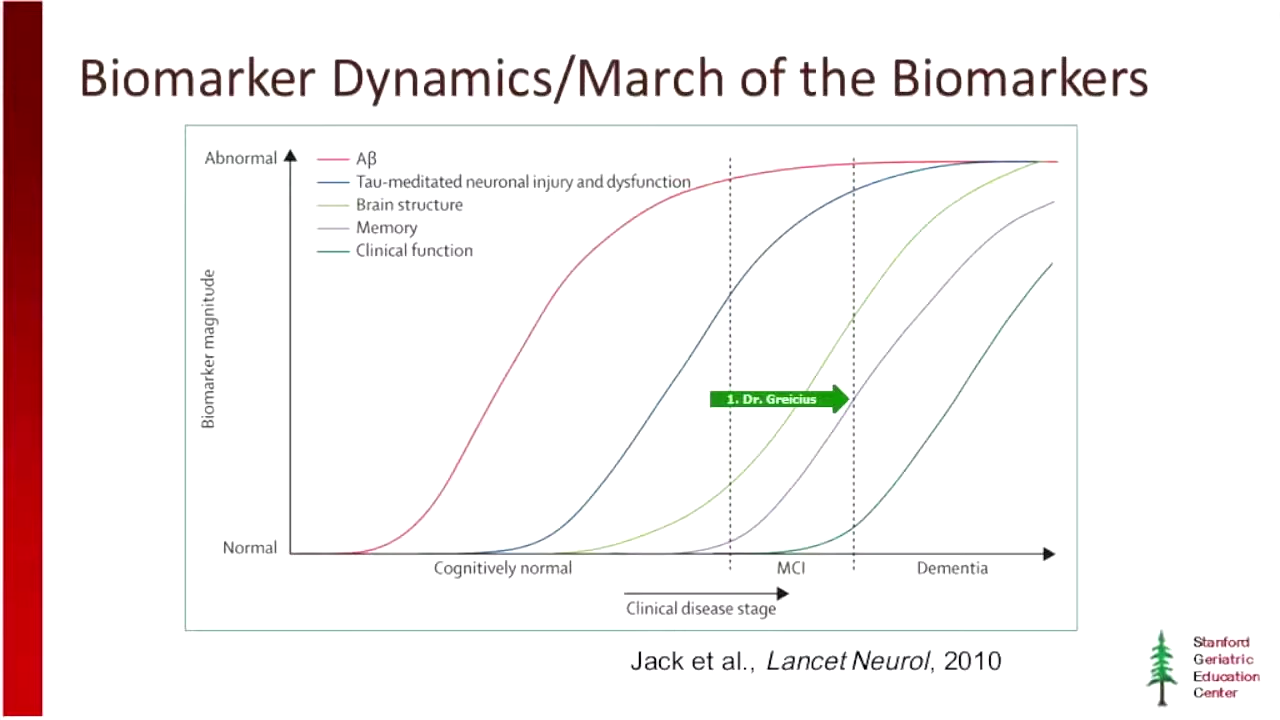 Biomarker Dynamics/March of the Biomarkers
Abnormal
Aβ
Tau-meditated neuronal injury and dysfunction
Brain structure
Memory
Clinical function
Biomarker magnitude
1. Dr. Greicius
Normal
Cognitively normal
MCI
Dementia
Clinical disease stage
Jack et al., Lancet Neurol, 2010
Stanford
Geriatric
Education
Center